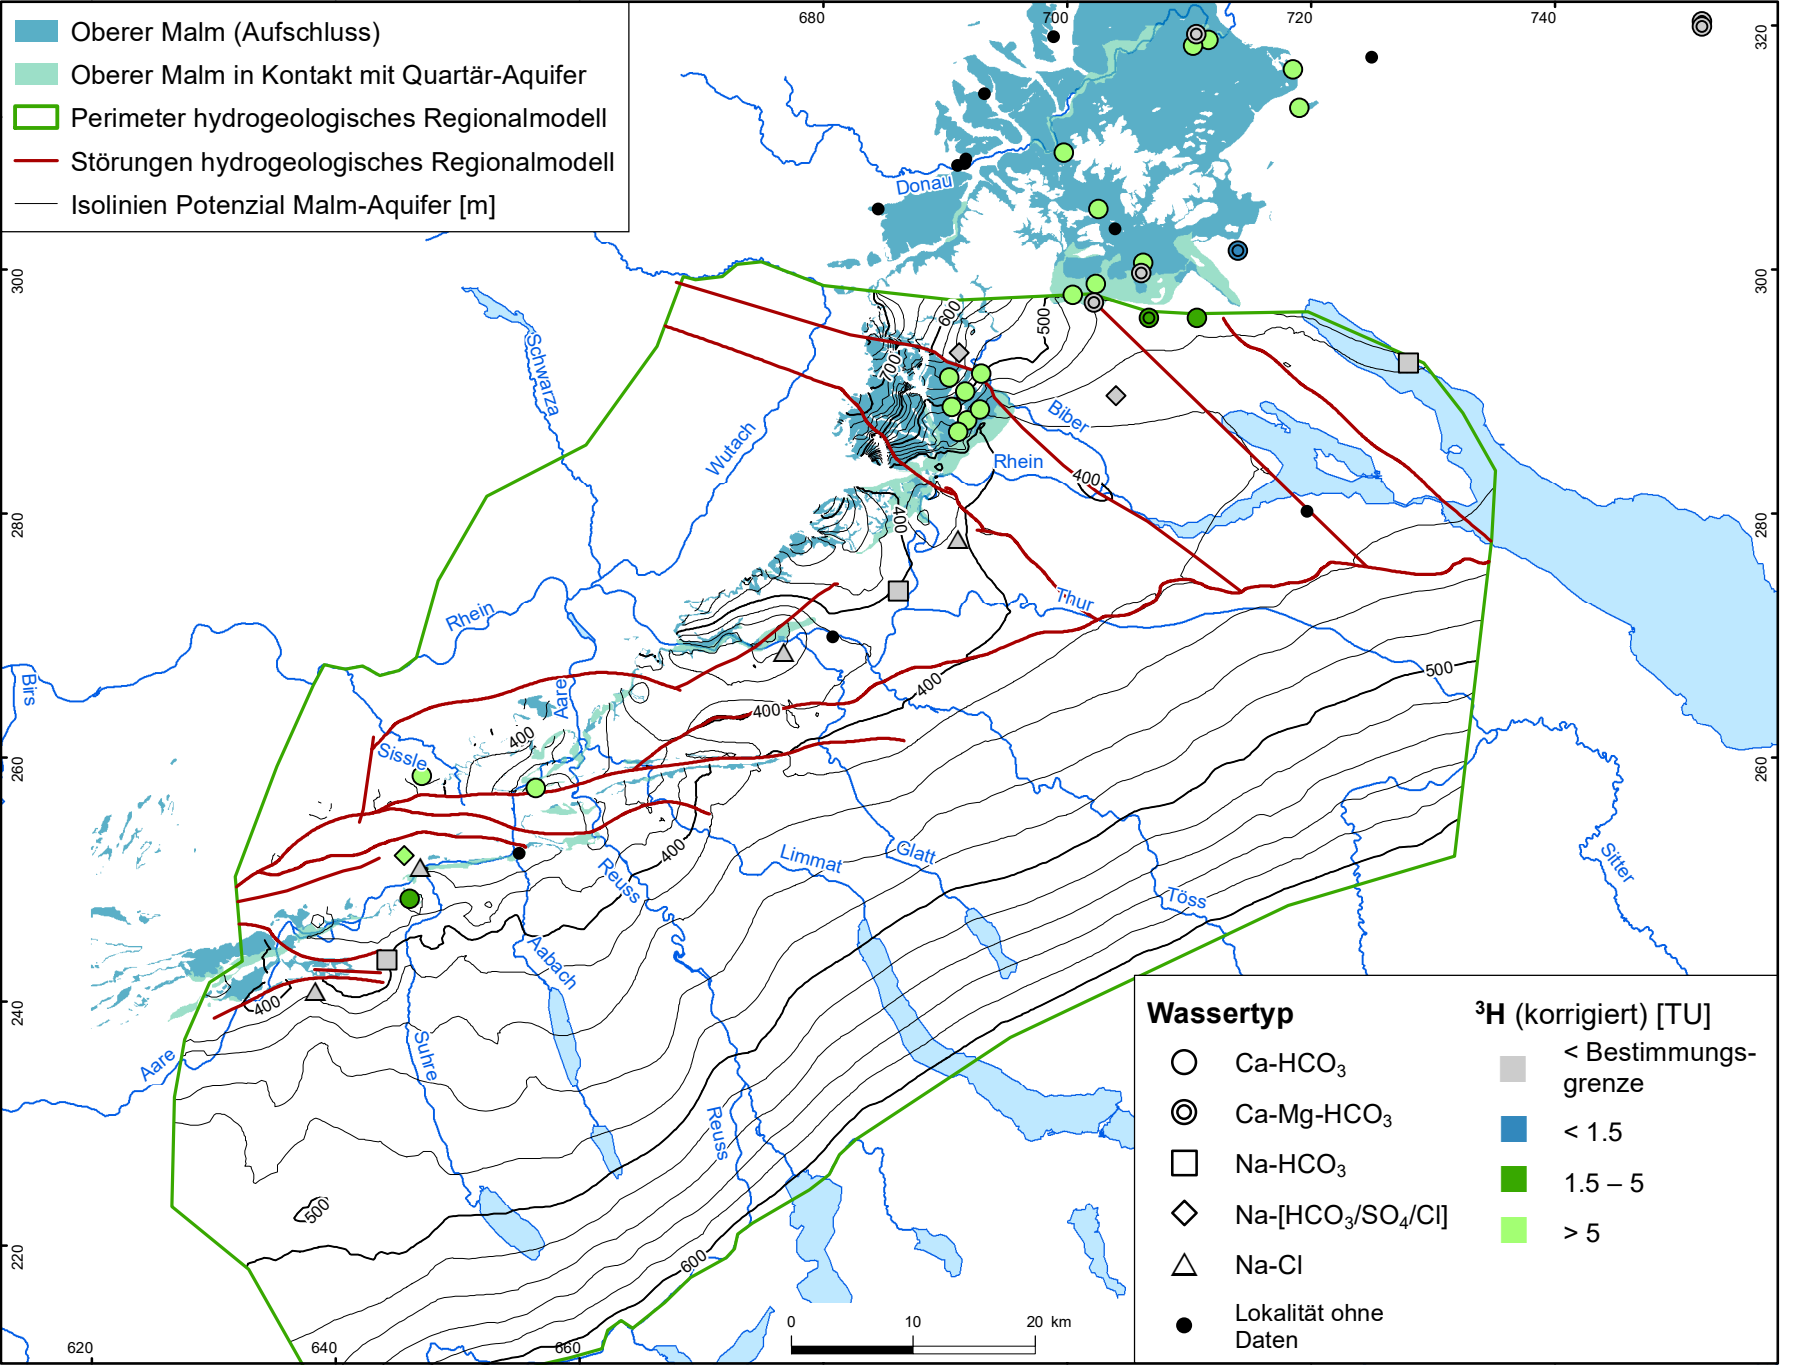 Oberer Malm (Aufschluss)
Oberer Malm in Kontakt mit Quartär-Aquifer
Perimeter hydrogeologisches Regionalmodell
Störungen hydrogeologisches Regionalmodell
Isolinien Potenzial Malm-Aquifer [m]
680
700
720
740
320
Donau
300
300
600
500
Schwarza
700
Wutach
Biber
Rhein
400
280
280
400
Rhein
Thur
Birs
Aare
400
500
400
Sissle
400
260
260
400
Limmat
Glatt
Reuss
Töss
Sitter
Aabach
240
400
Aare
Suhre
Reuss
500
220
600
620
640
660
0
10
20 km
Wassertyp
Ca-HCO₃
Ca-Mg-HCO₃
Na-HCO₃
Na-[HCO₃/SO₄/Cl]
Na-Cl
Lokalität ohne
Daten
³H (korrigiert) [TU]
< Bestimmungs-
grenze
< 1.5
1.5 – 5
> 5